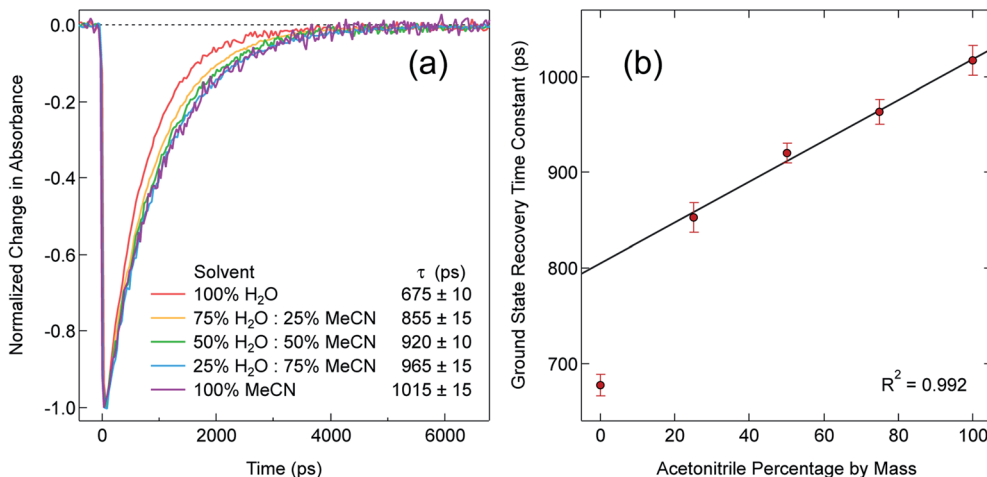 (a)
Normalized Change in Absorbance
0.0
-0.2
-0.4
-0.6
-0.8
-1.0
Solvent τ (ps)
100% H₂O 675 ± 10
75% H₂O : 25% MeCN 855 ± 15
50% H₂O : 50% MeCN 920 ± 10
25% H₂O : 75% MeCN 965 ± 15
100% MeCN 1015 ± 15
0 2000 4000 6000
Time (ps)
(b)
Ground State Recovery Time Constant (ps)
1000
900
800
700
R² = 0.992
0 20 40 60 80 100
Acetonitrile Percentage by Mass